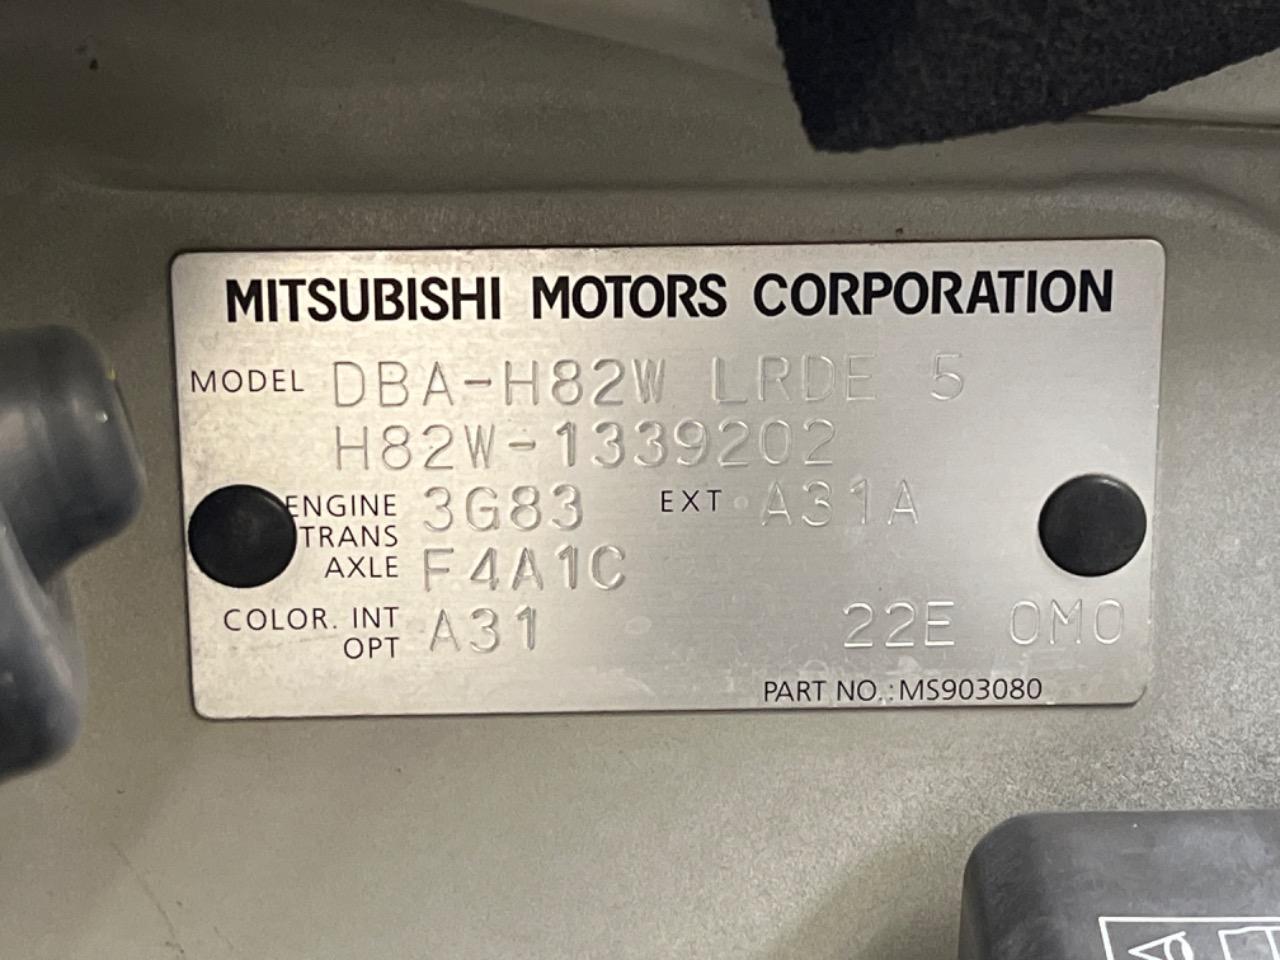 MITSUBISHI MOTORS CORPORATION
MODEL DBA-H82W LRDE 5
H82W-1339202
ENGINE 3G83 EXT A31A
TRANS
AXLE F4A1C
COLOR. INT
OPT A31 22E 0M0
PART NO.:MS903080